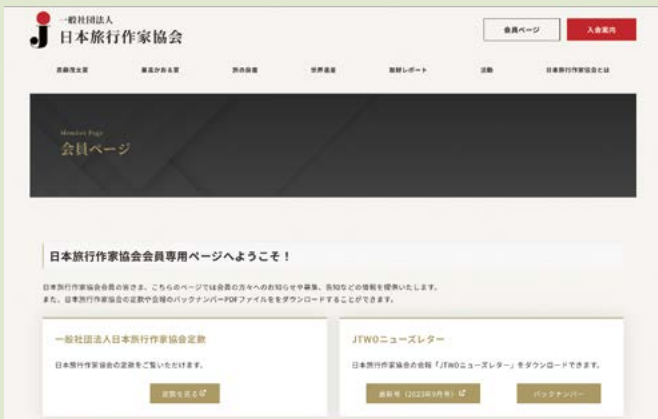 一般社団法人
日本旅行作家協会
会員ページ
入会案内
斎藤茂太賞
兼高かおる賞
旅の良書
世界遺産
取材レポート
活動
日本旅行作家協会とは
Member Page
会員ページ
日本旅行作家協会会員専用ページへようこそ！
日本旅行作家協会会員の皆さま、こちらのページでは会員の方々へのお知らせや募集、告知などの情報を提供いたします。
また、日本旅行作家協会の定款や会報のバックナンバーPDFファイルををダウンロードすることができます。
一般社団法人日本旅行作家協会定款
日本旅行作家協会の定款をご覧いただけます。
定款を見る
JTWOニューズレター
日本旅行作家協会の会報「JTWOニューズレター」をダウンロードできます。
最新号（2023年9月号）
バックナンバー